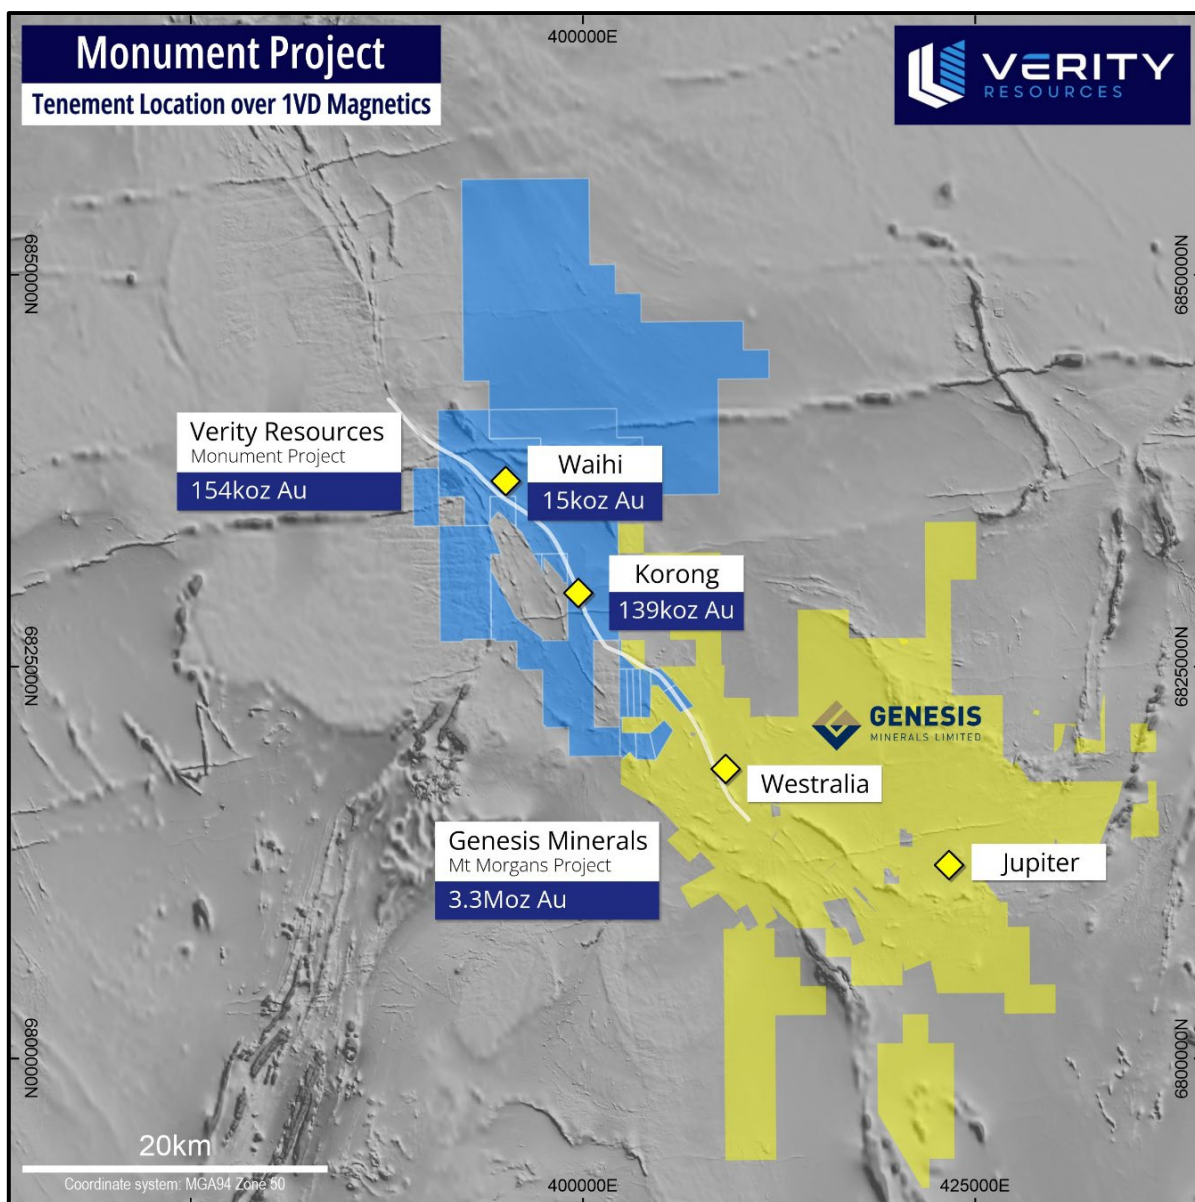 Monument Project
Tenement Location over 1VD Magnetics
400000E
VERITY
RESOURCES
6850000N
6850000N
Verity Resources
Monument Project
154koz Au
Waihi
15koz Au
Korong
139koz Au
6825000N
6825000N
GENESIS
MINERALS LIMITED
Westralia
Genesis Minerals
Mt Morgans Project
3.3Moz Au
Jupiter
6800000N
6800000N
20km
Coordinate system: MGA94 Zone 50
400000E
425000E